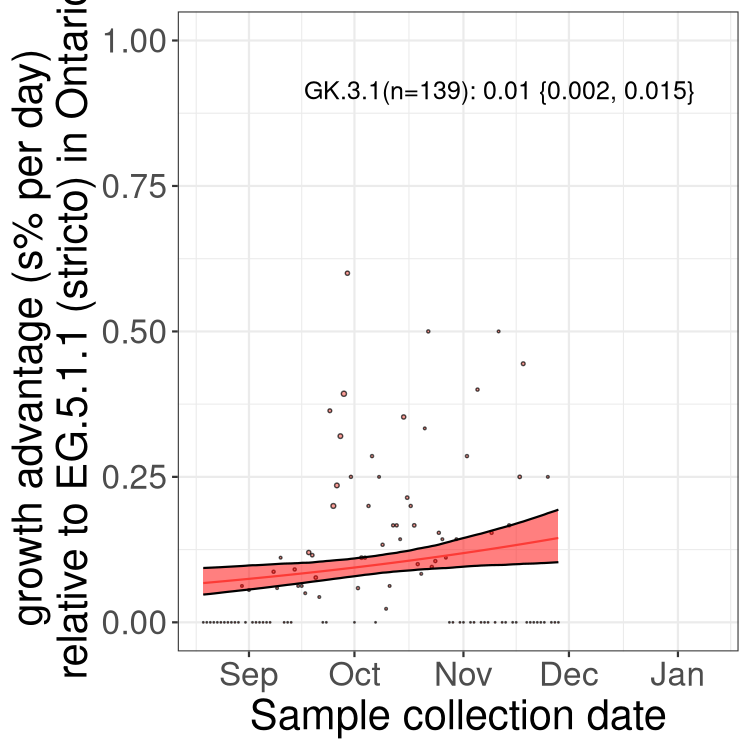 growth advantage (s% per day)
relative to EG.5.1.1 (stricto) in Ontario
1.00
0.75
0.50
0.25
0.00
GK.3.1(n=139): 0.01 {0.002, 0.015}
Sep Oct Nov Dec Jan
Sample collection date